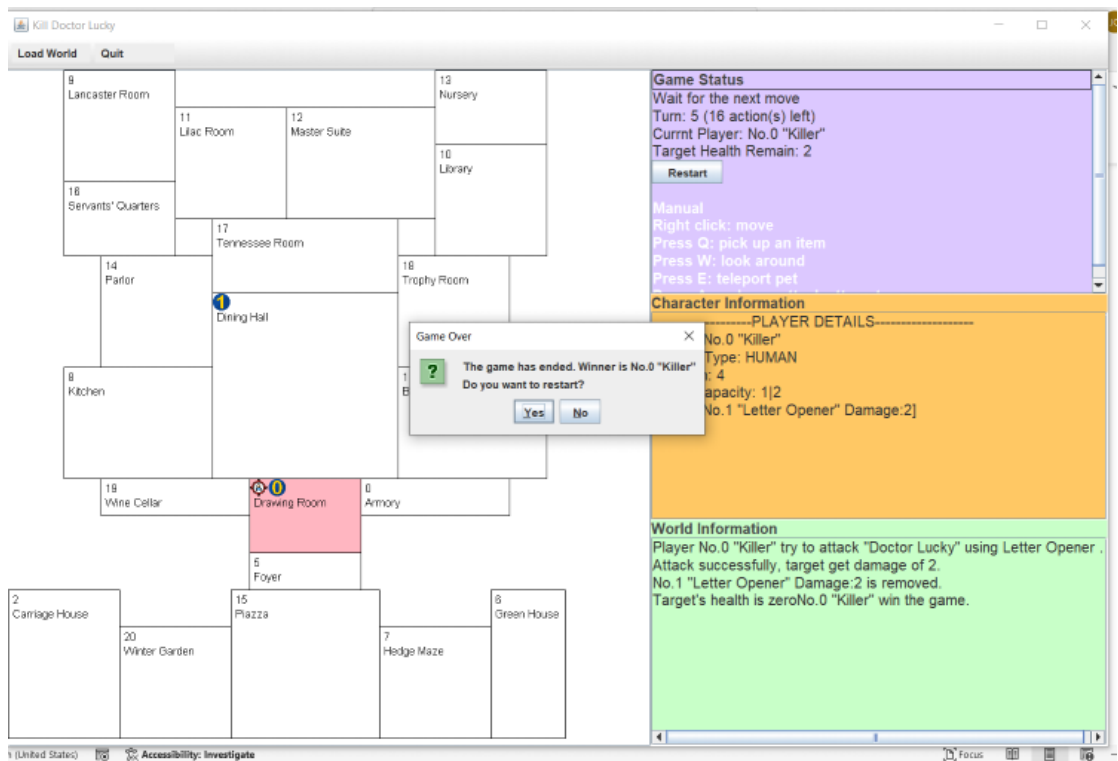 Kill Doctor Lucky
Load World Quit
9
Lancaster Room
13
Nursery
11
Lilac Room
12
Master Suite
10
Library
16
Servants' Quarters
17
Tennessee Room
14
Parlor
18
Trophy Room
1
Dining Hall
8
Kitchen
1
B
19
Wine Cellar
0
Drawing Room
0
Armory
5
Foyer
2
Carriage House
15
Piazza
6
Green House
20
Winter Garden
7
Hedge Maze
Game Status
Wait for the next move
Turn: 5 (16 action(s) left)
Currnt Player: No.0 "Killer"
Target Health Remain: 2
Restart
Manual
Right click: move
Press Q: pick up an item
Press W: look around
Press E: teleport pet
Character Information
PLAYER DETAILS-------------------
No.0 "Killer"
Type: HUMAN
: 4
apacity: 1|2
No.1 "Letter Opener" Damage:2]
Game Over
The game has ended. Winner is No.0 "Killer"
Do you want to restart?
Yes No
World Information
Player No.0 "Killer" try to attack "Doctor Lucky" using Letter Opener .
Attack successfully, target get damage of 2.
No.1 "Letter Opener" Damage:2 is removed.
Target's health is zeroNo.0 "Killer" win the game.
(United States) Accessibility: Investigate Focus